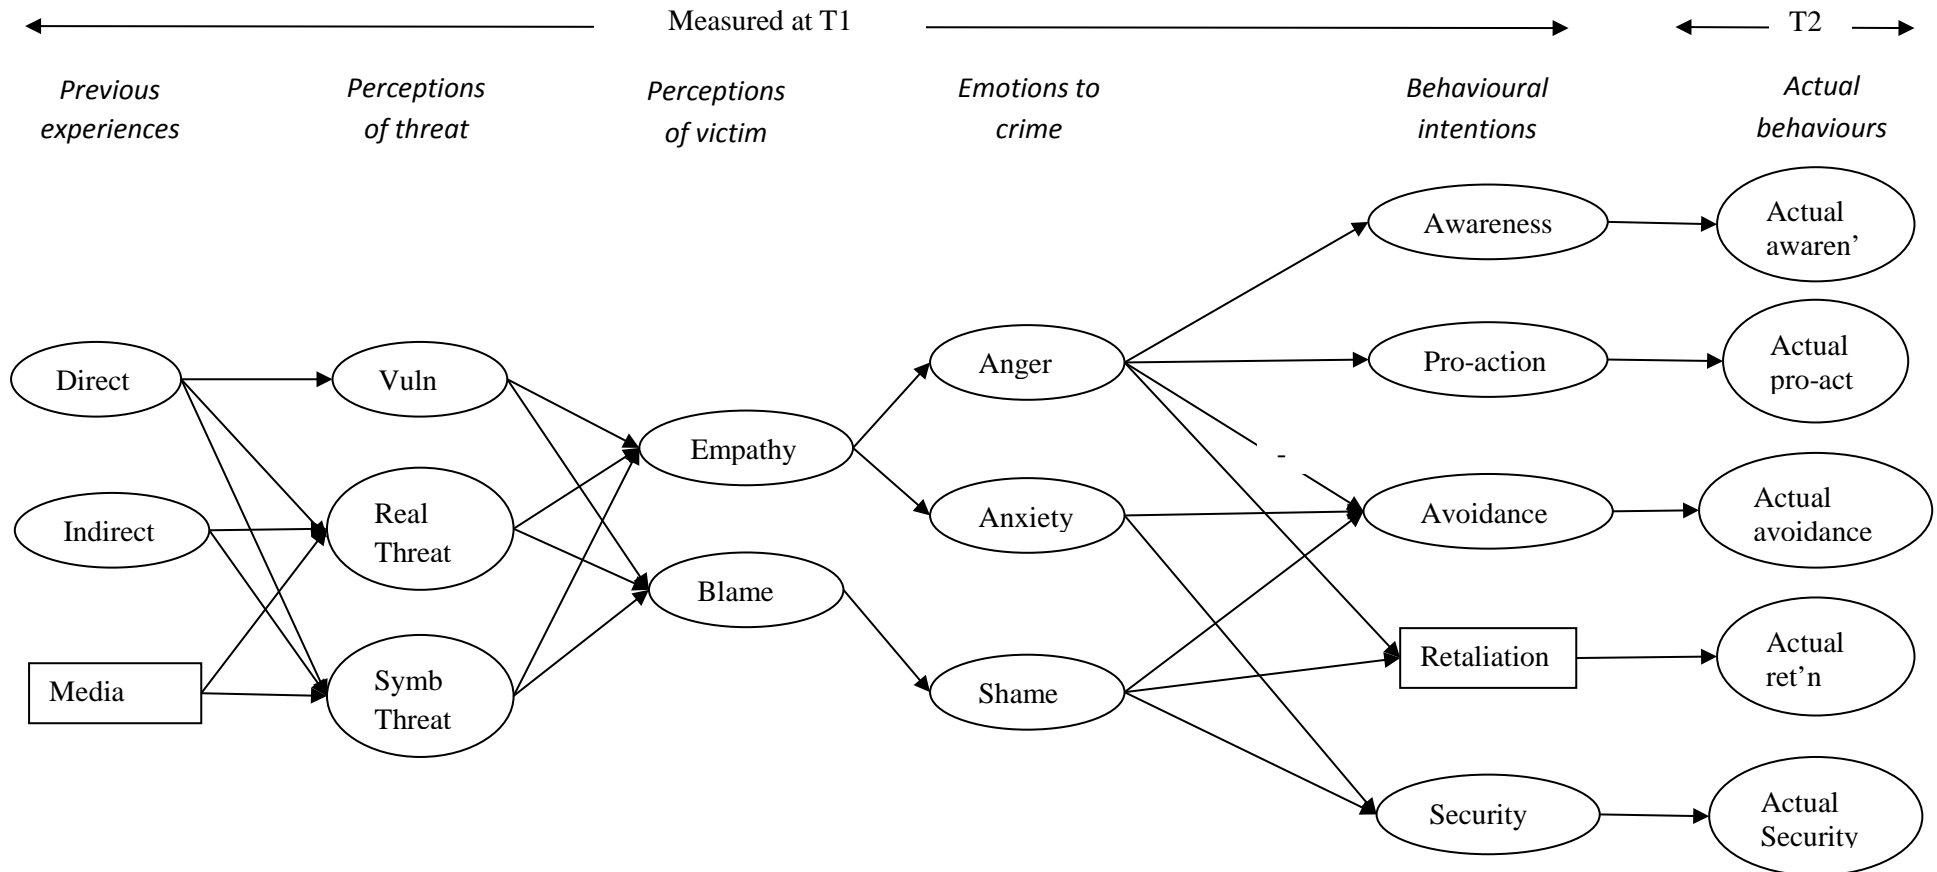 Measured at T1
T2
Previous
experiences
Perceptions
of threat
Perceptions
of victim
Emotions to
crime
Behavioural
intentions
Actual
behaviours
Direct
Indirect
Media
Vuln
Real
Threat
Symb
Threat
Empathy
Blame
Anger
Anxiety
Shame
-
Awareness
Pro-action
Avoidance
Retaliation
Security
Actual
awaren’
Actual
pro-act
Actual
avoidance
Actual
ret’n
Actual
Security